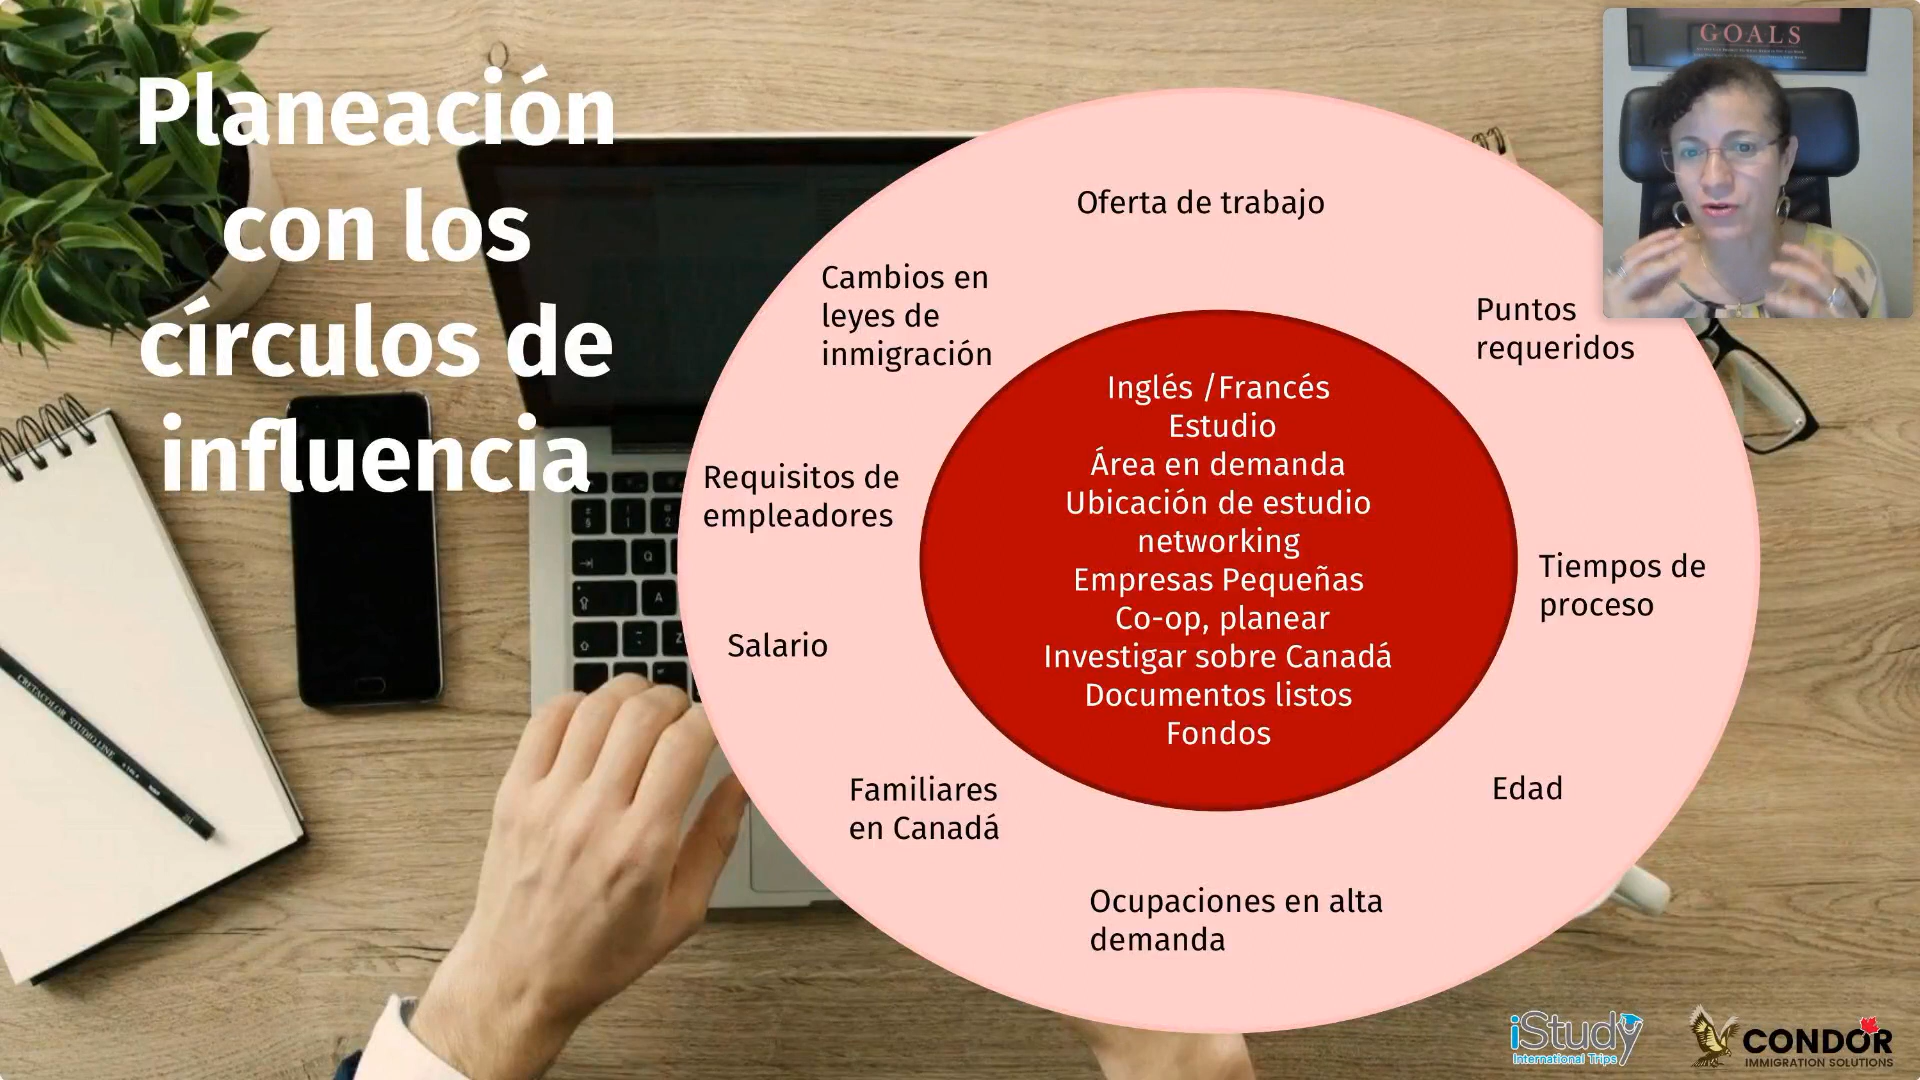 Planeación
con los
círculos de
influencia
GOALS
Oferta de trabajo
Cambios en
leyes de
inmigración
Puntos
requeridos
Requisitos de
empleadores
Inglés /Francés
Estudio
Área en demanda
Ubicación de estudio
networking
Empresas Pequeñas
Co-op, planear
Investigar sobre Canadá
Documentos listos
Fondos
Tiempos de
proceso
Salario
Familiares
en Canadá
Edad
Ocupaciones en alta
demanda
CRETACOLOR STUDIO LINE
Q
A
Z
iStudy
International Trips
CONDOR
IMMIGRATION SOLUTIONS